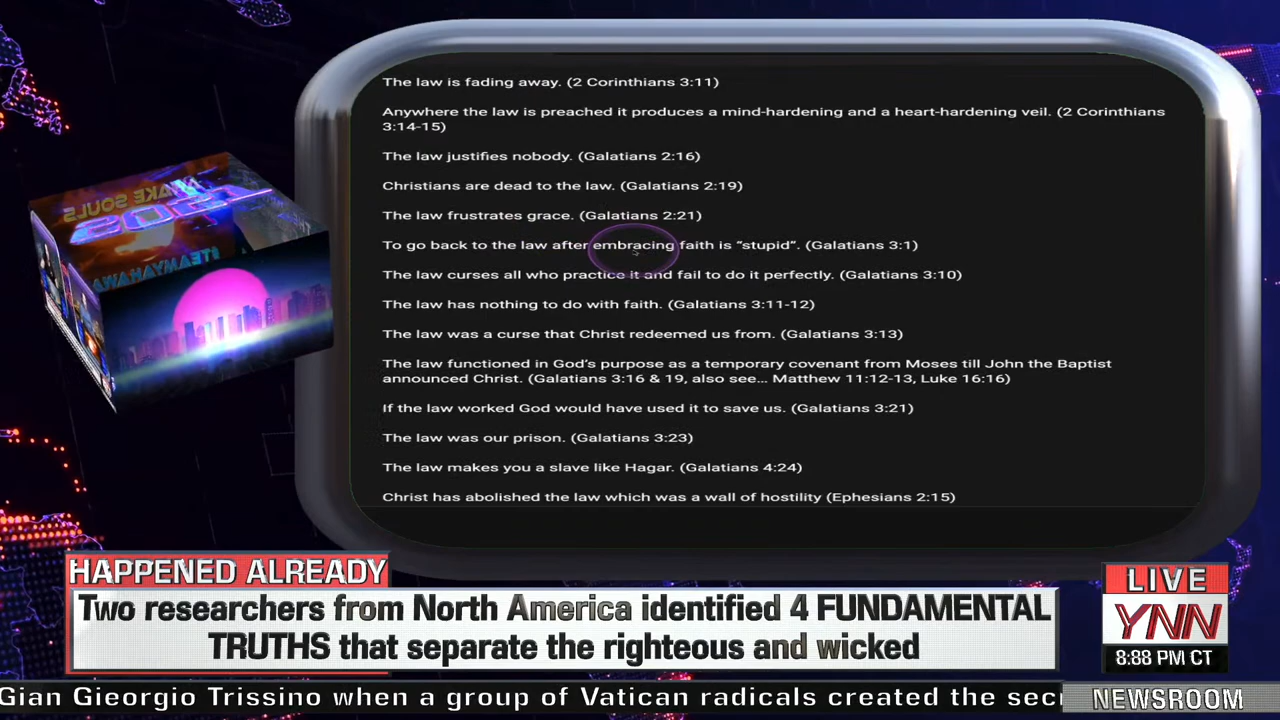 The law is fading away. (2 Corinthians 3:11)
Anywhere the law is preached it produces a mind-hardening and a heart-hardening veil. (2 Corinthians
3:14-15)
The law justifies nobody. (Galatians 2:16)
Christians are dead to the law. (Galatians 2:19)
The law frustrates grace. (Galatians 2:21)
To go back to the law after embracing faith is “stupid”. (Galatians 3:1)
The law curses all who practice it and fail to do it perfectly. (Galatians 3:10)
The law has nothing to do with faith. (Galatians 3:11-12)
The law was a curse that Christ redeemed us from. (Galatians 3:13)
The law functioned in God’s purpose as a temporary covenant from Moses till John the Baptist
announced Christ. (Galatians 3:16 & 19, also see... Matthew 11:12-13, Luke 16:16)
If the law worked God would have used it to save us. (Galatians 3:21)
The law was our prison. (Galatians 3:23)
The law makes you a slave like Hagar. (Galatians 4:24)
Christ has abolished the law which was a wall of hostility (Ephesians 2:15)
SOULS
#TEAMYAHAWA
HAPPENED ALREADY
Two researchers from North America identified 4 FUNDAMENTAL
TRUTHS that separate the righteous and wicked
LIVE
YNN
8:88 PM CT
Gian Gieorgio Trissino when a group of Vatican radicals created the sec
NEWSROOM